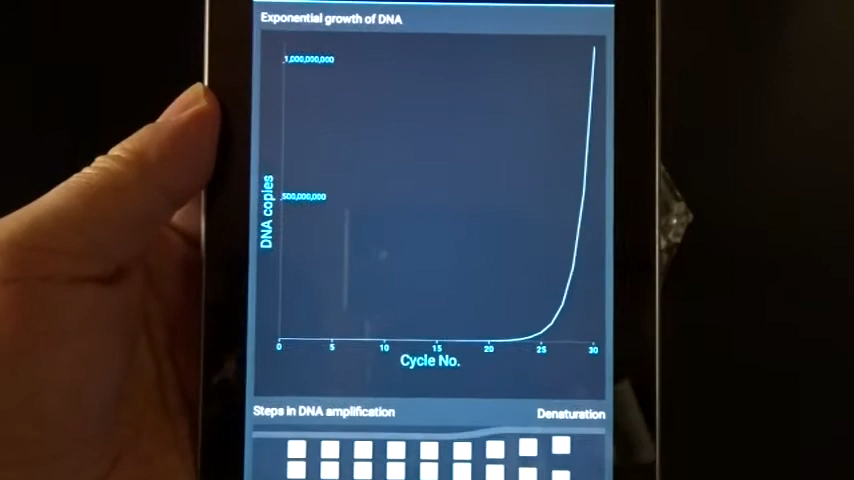 Exponential growth of DNA
1,000,000,000
500,000,000
DNA copies
0 5 10 15 20 25 30
Cycle No.
Steps in DNA amplification Denaturation